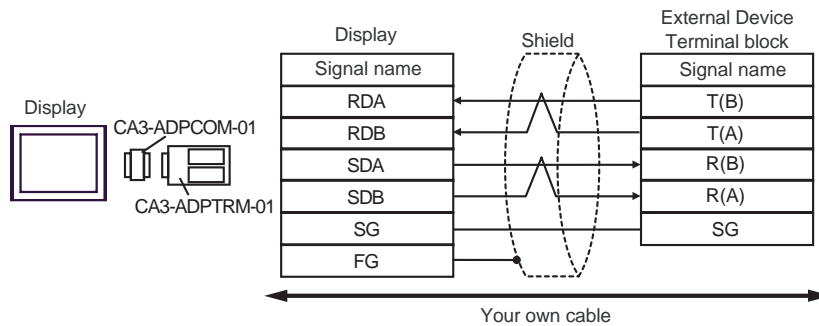 Display
CA3-ADPCOM-01
CA3-ADPTRM-01
Display
Shield
External Device
Terminal block
Signal name
Signal name
RDA
T(B)
RDB
T(A)
SDA
R(B)
SDB
R(A)
SG
SG
FG
Your own cable